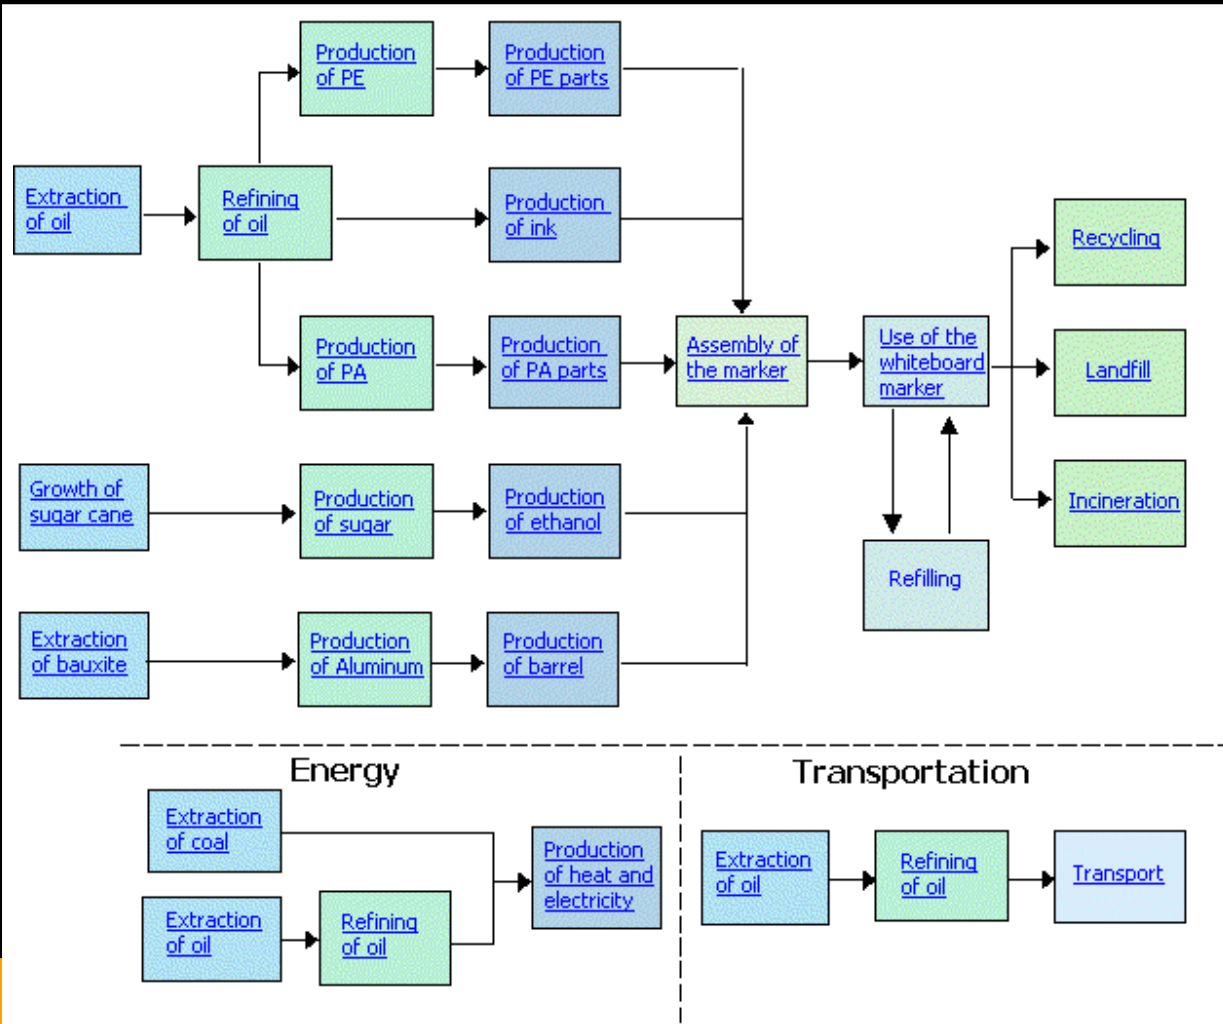 Production
of PE
Production
of PE parts
Extraction
of oil
Refining
of oil
Production
of ink
Recycling
Production
of PA
Production
of PA parts
Assembly of
the marker
Use of the
whiteboard
marker
Landfill
Growth of
sugar cane
Production
of sugar
Production
of ethanol
Incineration
Refilling
Extraction
of bauxite
Production
of Aluminum
Production
of barrel
Energy
Extraction
of coal
Production
of heat and
electricity
Extraction
of oil
Refining
of oil
Transportation
Extraction
of oil
Refining
of oil
Transport